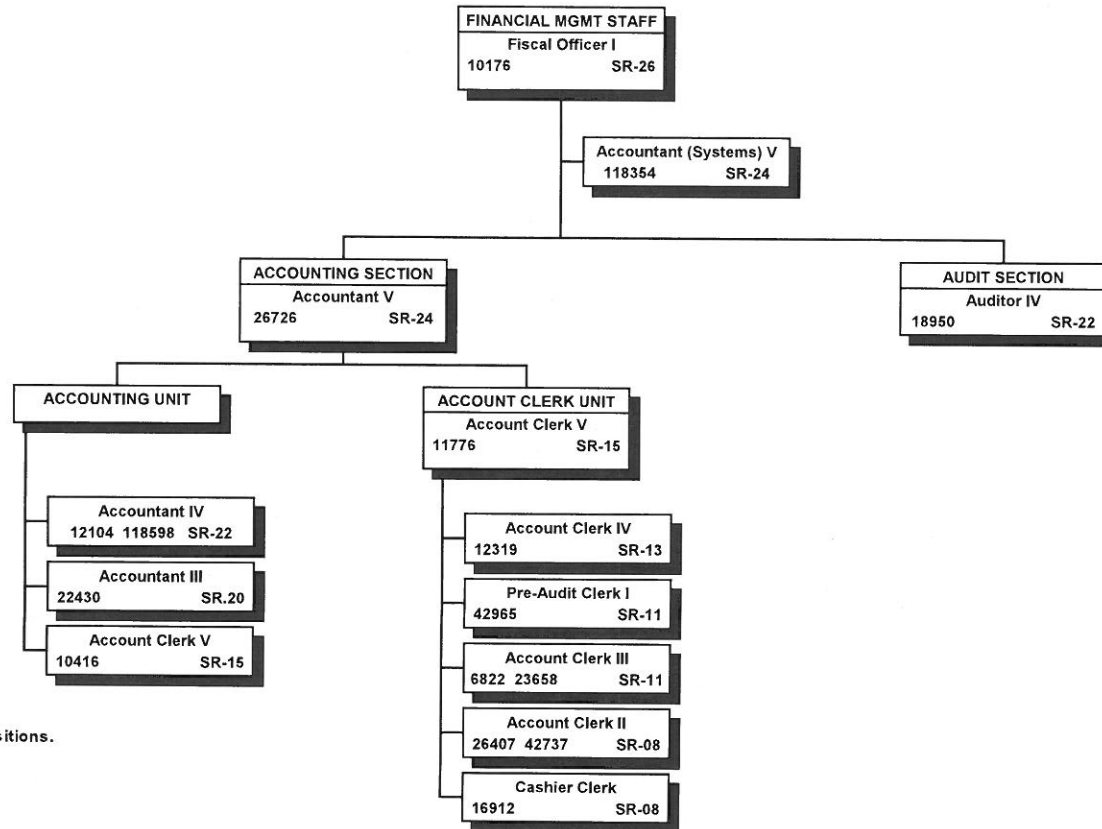 FINANCIAL MGMT STAFF
Fiscal Officer I
10176 SR-26
Accountant (Systems) V
118354 SR-24
ACCOUNTING SECTION
Accountant V
26726 SR-24
AUDIT SECTION
Auditor IV
18950 SR-22
ACCOUNTING UNIT
Accountant IV
12104 118598 SR-22
Accountant III
22430 SR.20
Account Clerk V
10416 SR-15
ACCOUNT CLERK UNIT
Account Clerk V
11776 SR-15
Account Clerk IV
12319 SR-13
Pre-Audit Clerk I
42965 SR-11
Account Clerk III
6822 23658 SR-11
Account Clerk II
26407 42737 SR-08
Cashier Clerk
16912 SR-08
sitions.